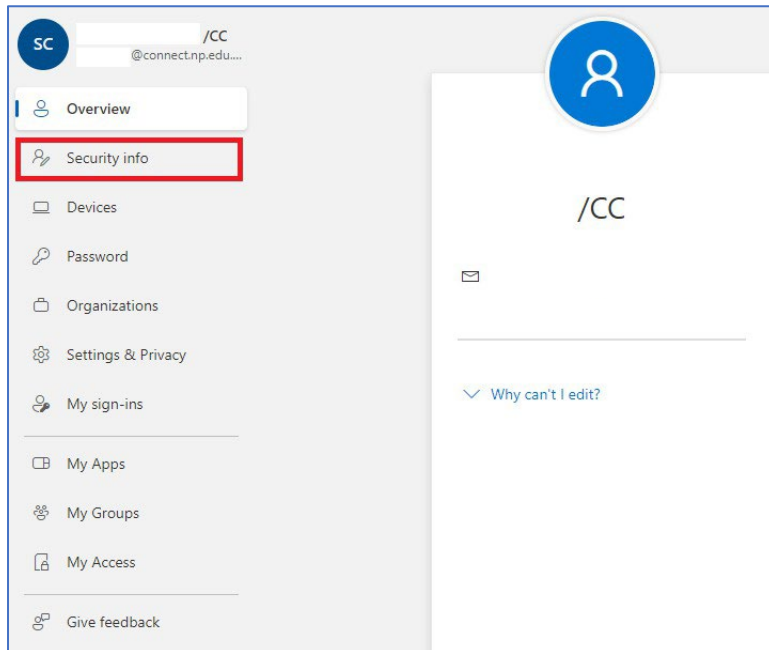 SC
/CC
@connect.np.edu....
Overview
Security info
Devices
Password
Organizations
Settings & Privacy
My sign-ins
My Apps
My Groups
My Access
Give feedback
/CC
Why can't I edit?